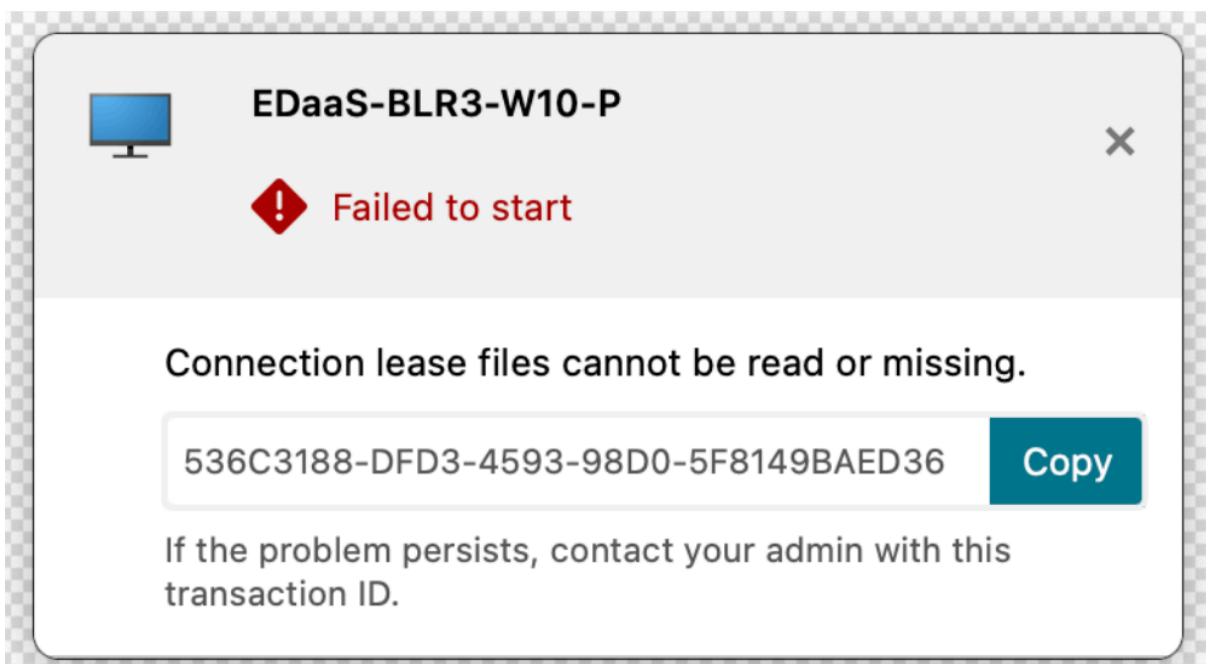 EDaaS-BLR3-W10-P
Failed to start
Connection lease files cannot be read or missing.
536C3188-DFD3-4593-98D0-5F8149BAED36
Copy
If the problem persists, contact your admin with this
transaction ID.